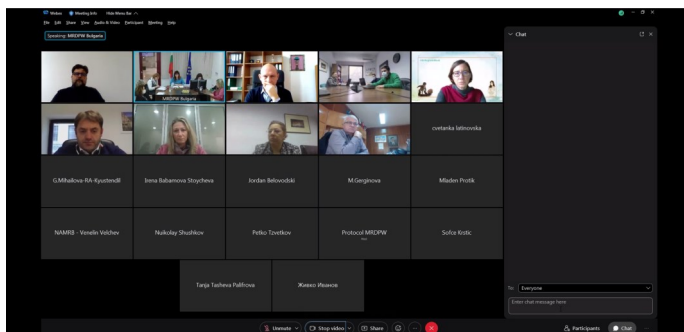 Webex Meeting Info Hide Menu Bar
File Edit Share View Audio & Video Participant Meeting Help
Speaking: MRDPW Bulgaria
Chat
MRDPW Bulgaria
cvetanka latinovska
G.Mihailova-RA-Kyustendil
Irena Babamova Stoycheva
Jordan Belovodski
M.Gerginova
Mladen Protik
NAMRB - Venelin Velchev
Nuikolay Shushkov
Petko Tzvetkov
Protocol MRDPW
Sofce Krstic
Tanja Tasheva Palifrova
Живко Иванов
To: Everyone
Enter chat message here
Unmute Stop video Share Participants Chat